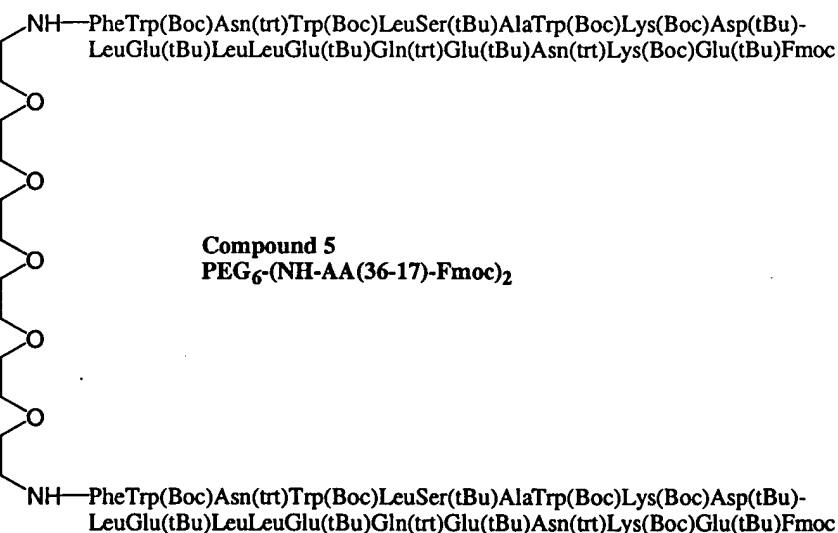 NH—PheTrp(Boc)Asn(trt)Trp(Boc)LeuSer(tBu)AlaTrp(Boc)Lys(Boc)Asp(tBu)-
LeuGlu(tBu)LeuLeuGlu(tBu)Gln(trt)Glu(tBu)Asn(trt)Lys(Boc)Glu(tBu)Fmoc
O
O
O
Compound 5
PEG6-(NH-AA(36-17)-Fmoc)2
O
O
NH—PheTrp(Boc)Asn(trt)Trp(Boc)LeuSer(tBu)AlaTrp(Boc)Lys(Boc)Asp(tBu)-
LeuGlu(tBu)LeuLeuGlu(tBu)Gln(trt)Glu(tBu)Asn(trt)Lys(Boc)Glu(tBu)Fmoc